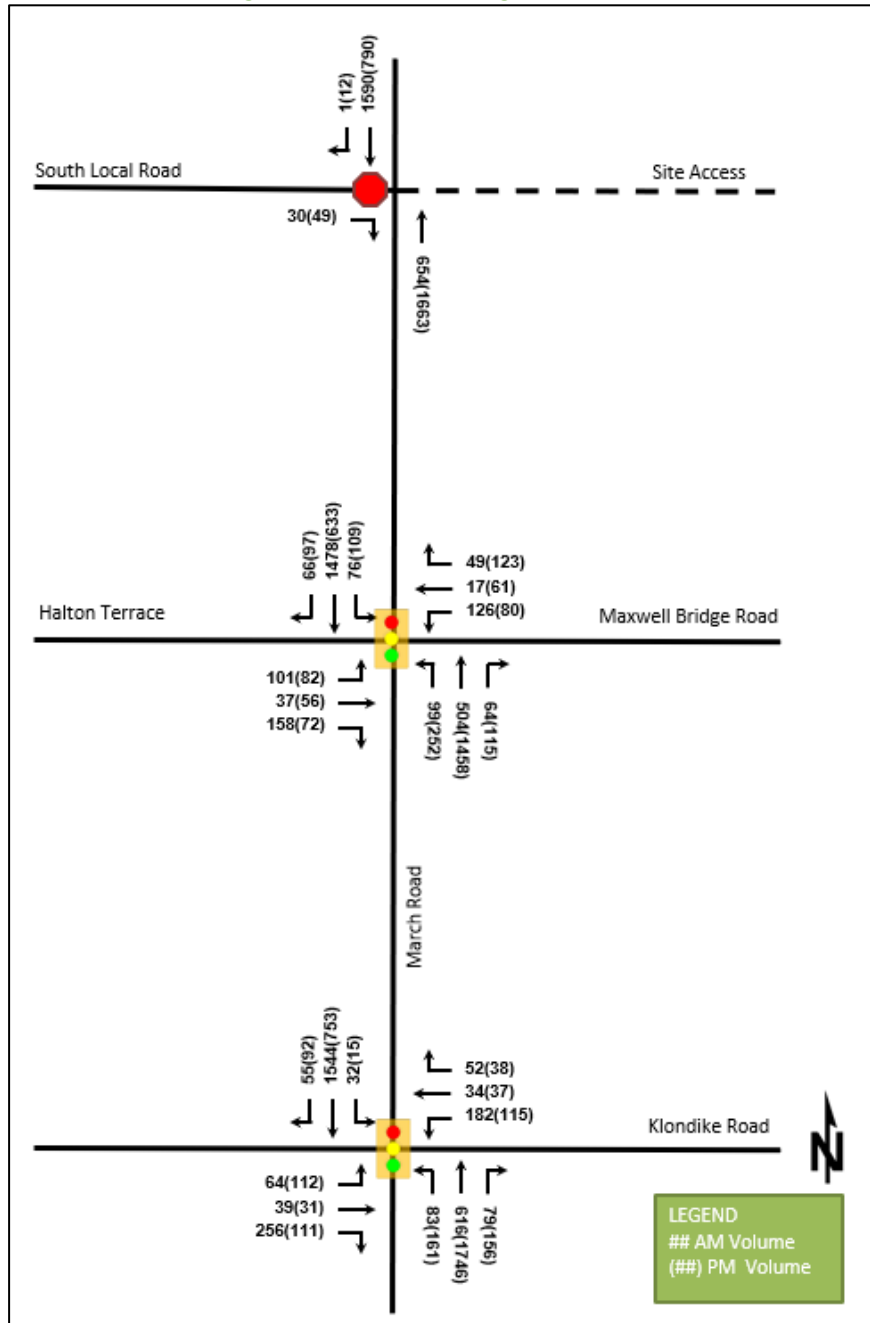 1(12)
1590(790)
South Local Road
Site Access
30(49)
654(1663)
66(97)
1478(633)
76(109)
49(123)
17(61)
126(80)
Halton Terrace
Maxwell Bridge Road
101(82)
37(56)
158(72)
99(252)
504(1458)
64(115)
March Road
55(92)
1544(753)
32(15)
52(38)
34(37)
182(115)
Klondike Road
64(112)
39(31)
256(111)
83(161)
616(1746)
79(156)
N
LEGEND
## AM Volume
(##) PM Volume